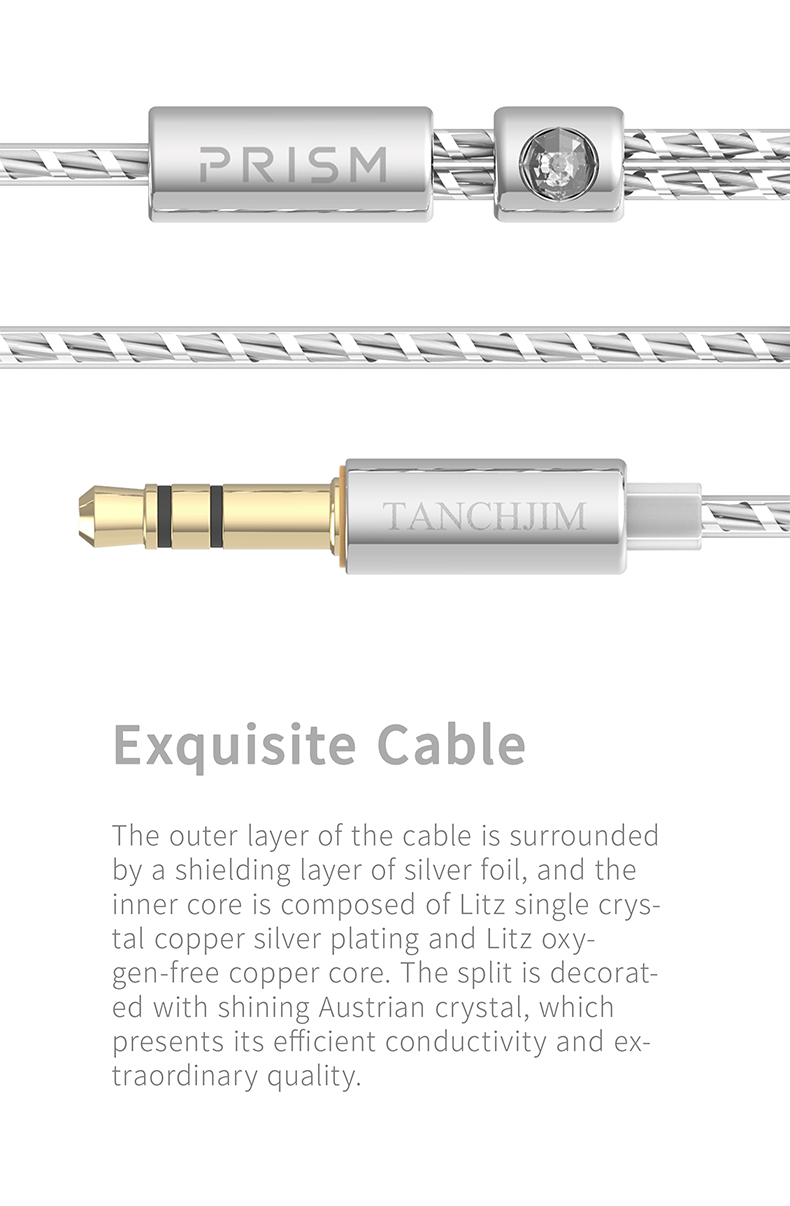 PRISM
TANCHJIM
Exquisite Cable
The outer layer of the cable is surrounded
by a shielding layer of silver foil, and the
inner core is composed of Litz single crys-
tal copper silver plating and Litz oxy-
gen-free copper core. The split is decorat-
ed with shining Austrian crystal, which
presents its efficient conductivity and ex-
traordinary quality.